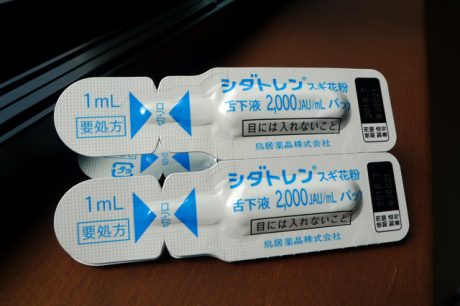 1mL
要処方
シダトレン® スギ花粉
舌下液 2,000JAU/mL パッ
目には入れないこと
鳥居薬品株式会社
1mL
要処方
シダトレン® スギ花粉
舌下液 2,000JAU/mL パッ
目には入れないこと
鳥居薬品株式会社